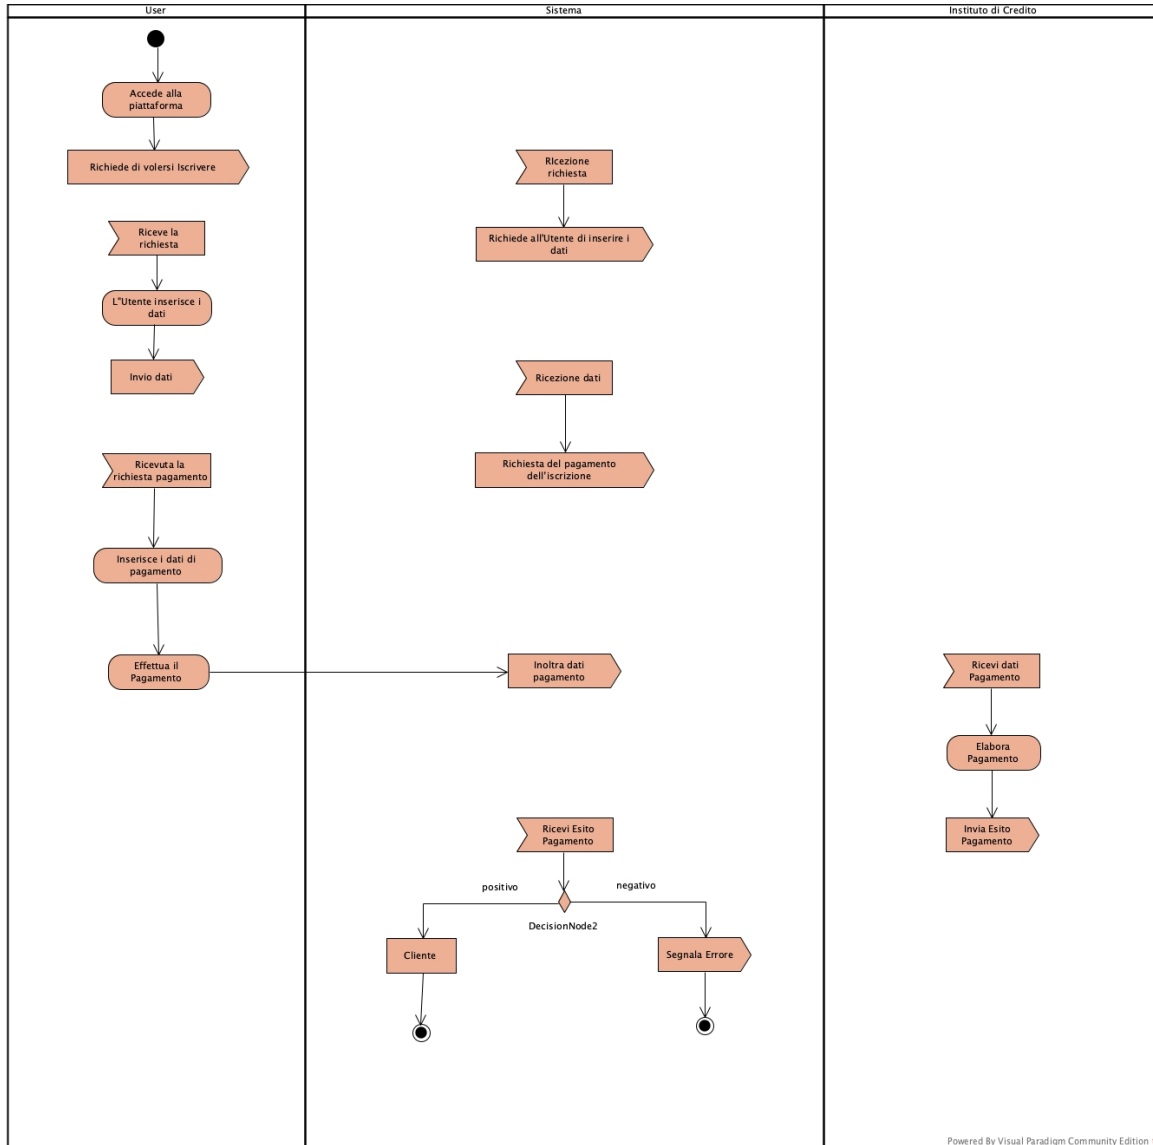 User
Sistema
Instituto di Credito
Accede alla
piattaforma
Richiede di volersi Iscrivere
RIcezione
richiesta
Riceve la
richiesta
Richiede all'Utente di inserire i
dati
L''Utente inserisce i
dati
Invio dati
Ricezione dati
Ricevuta la
richiesta pagamento
Richiesta del pagamento
dell'iscrizione
Inserisce i dati di
pagamento
Effettua il
Pagamento
Inoltra dati
pagamento
Ricevi dati
Pagamento
Elabora
Pagamento
Ricevi Esito
Pagamento
Invia Esito
Pagamento
positivo
negativo
DecisionNode2
Cliente
Segnala Errore
Powered By Visual Paradigm Community Edition